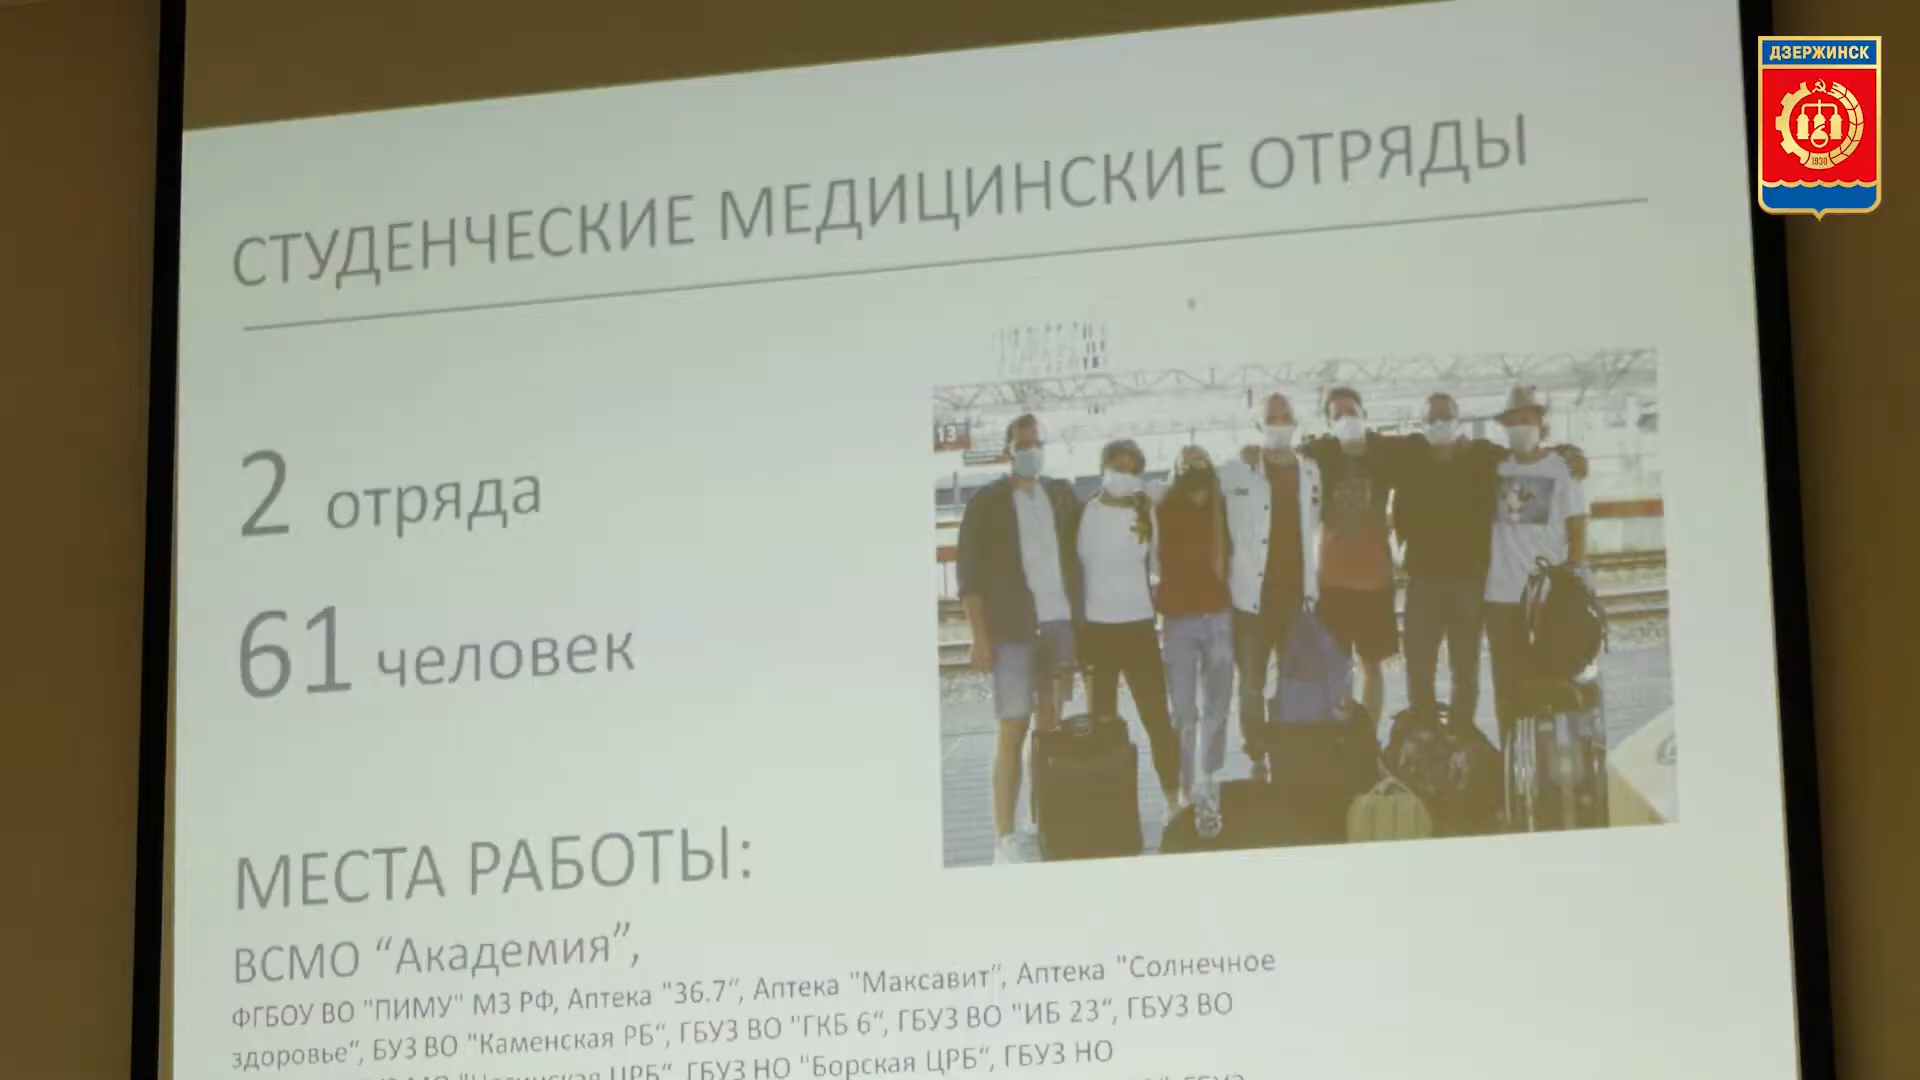 ДЗЕРЖИНСК
1930
СТУДЕНЧЕСКИЕ МЕДИЦИНСКИЕ ОТРЯДЫ
13
2 отряда
61 человек
МЕСТА РАБОТЫ:
ВСМО “Академия”,
ФГБОУ ВО "ПИМУ" МЗ РФ, Аптека "36.7“, Аптека "Максавит“, Аптека "Солнечное
здоровье“, БУЗ ВО "Каменская РБ“, ГБУЗ ВО "ГКБ 6“, ГБУЗ ВО "ИБ 23“, ГБУЗ ВО
ЦРБ“, ГБУЗ НО "Борская ЦРБ“, ГБУЗ НО